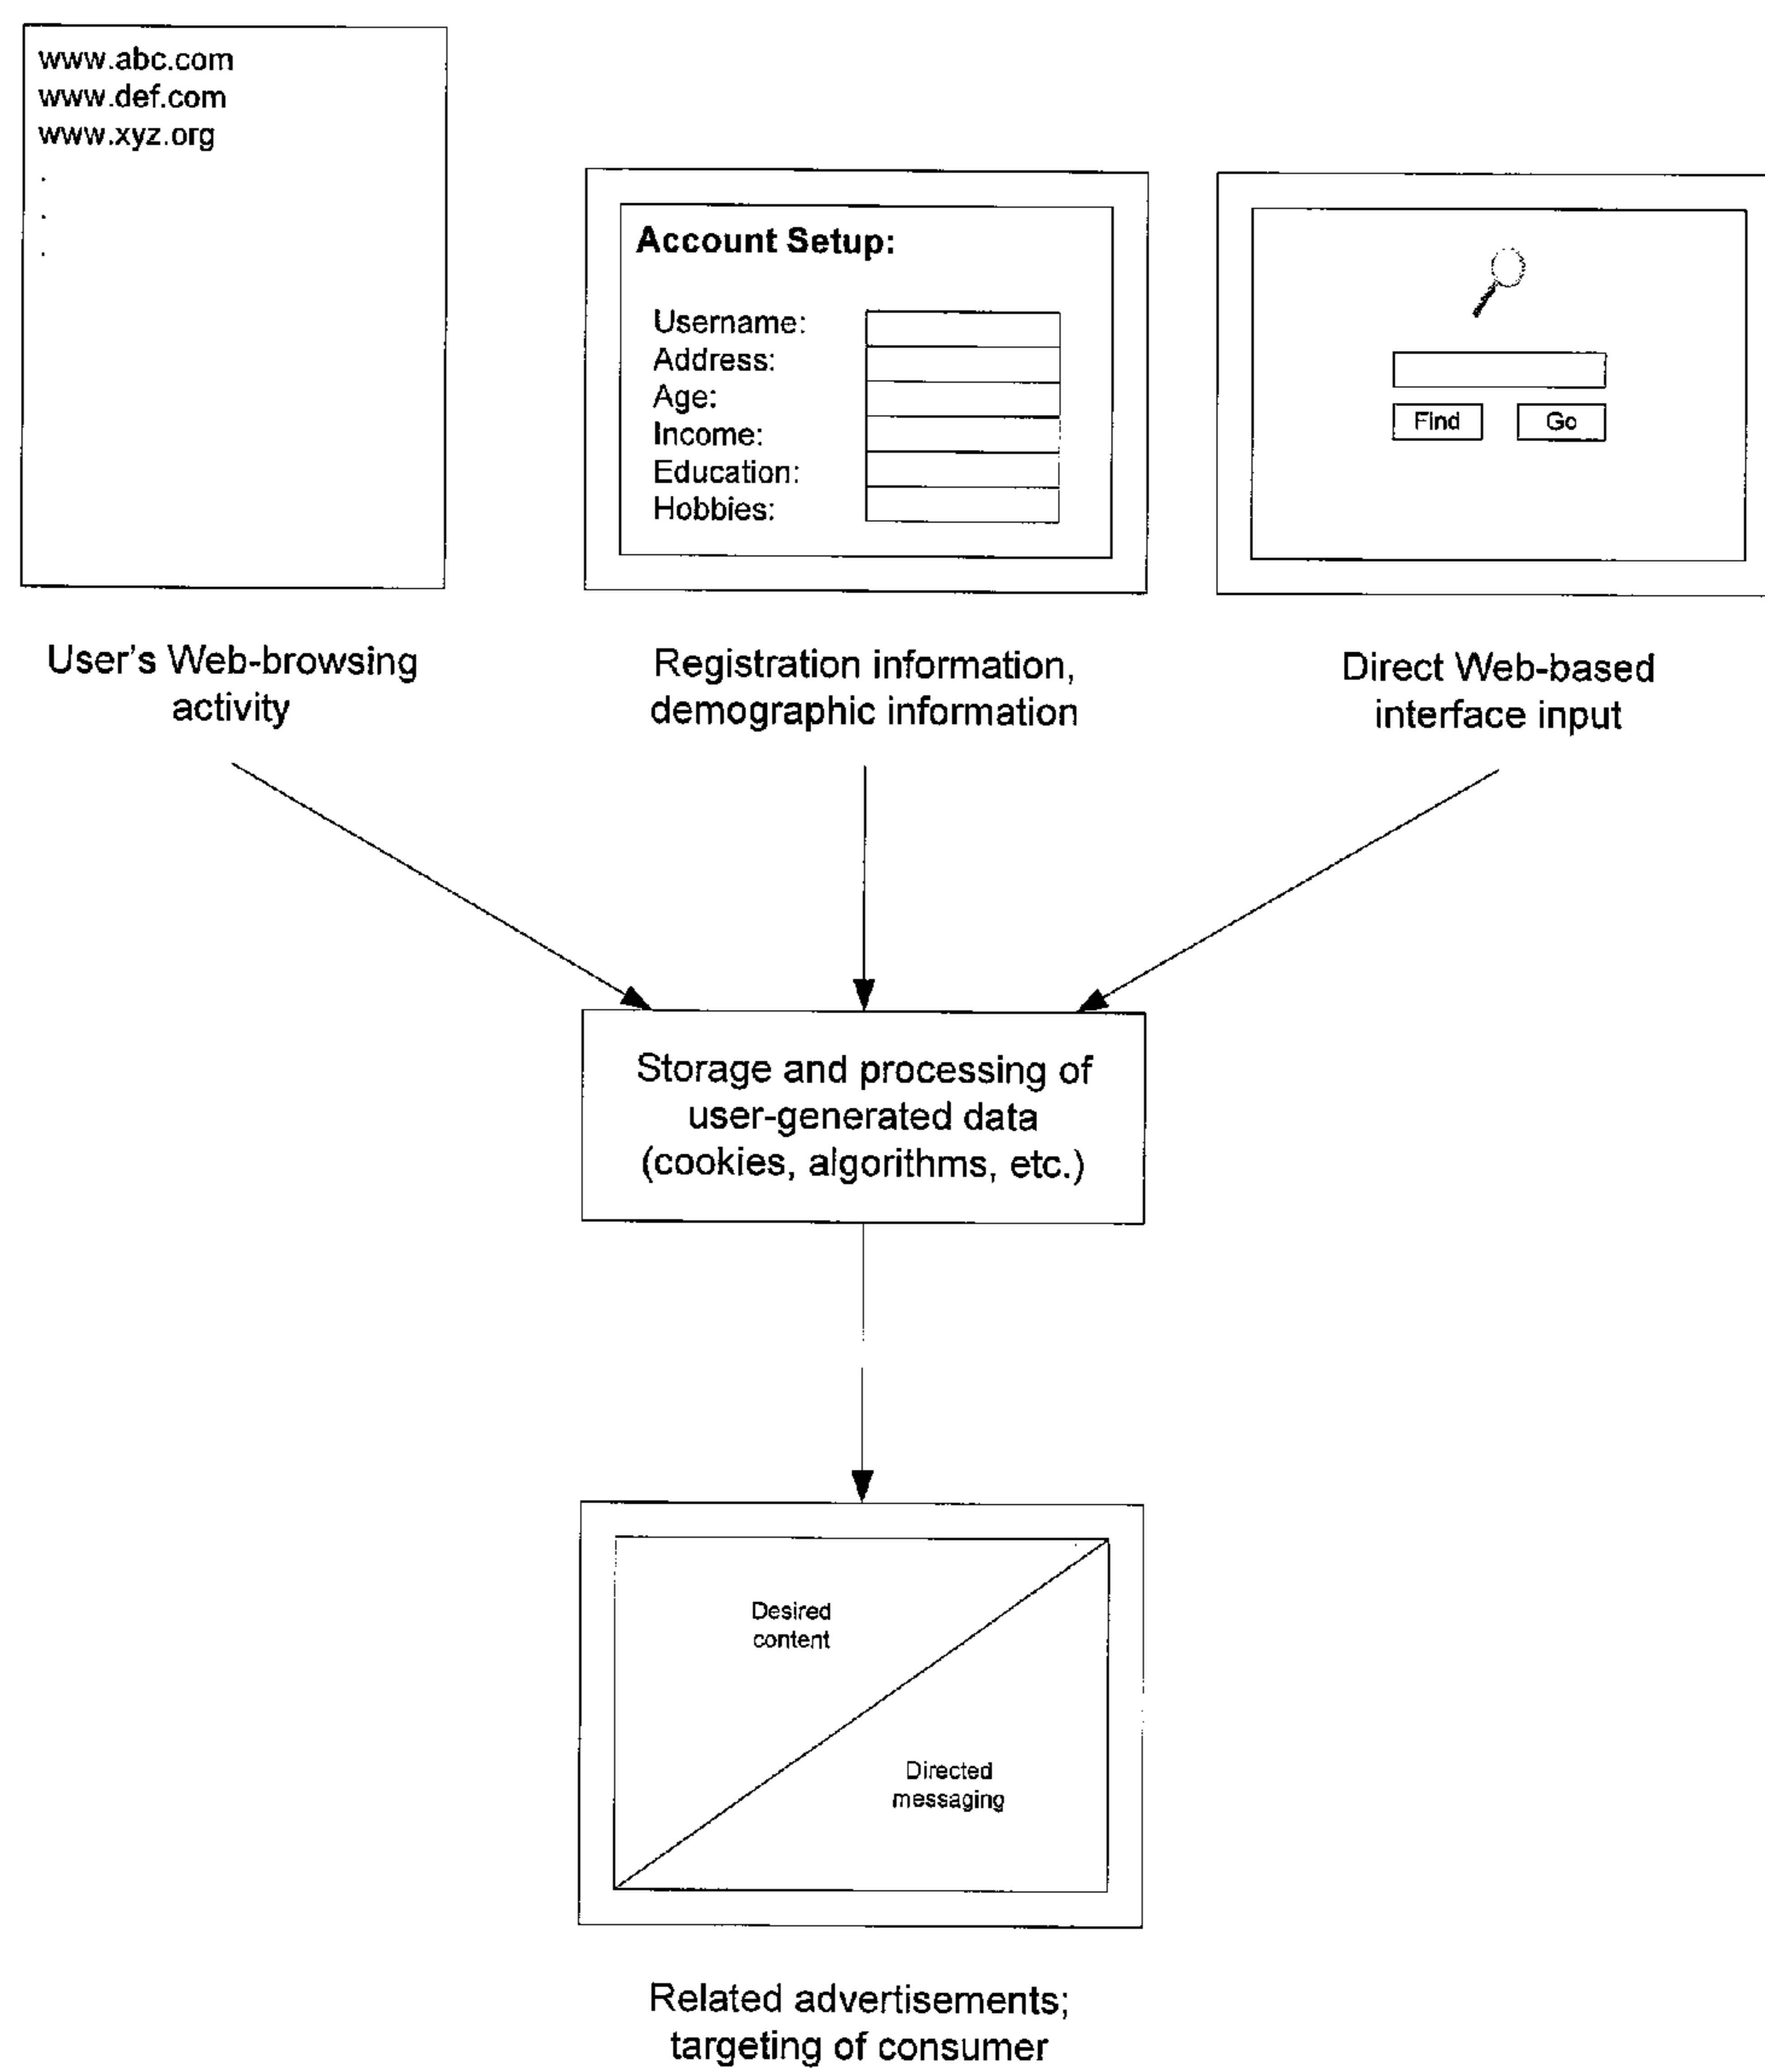 www.abc.com
www.def.com
www.xyz.org
.
.
.
User's Web-browsing
activity
Account Setup:
Username:
Address:
Age:
Income:
Education:
Hobbies:
Registration information,
demographic information
Find
Go
Direct Web-based
interface input
Storage and processing of
user-generated data
(cookies, algorithms, etc.)
Desired
content
Directed
messaging
Related advertisements;
targeting of consumer